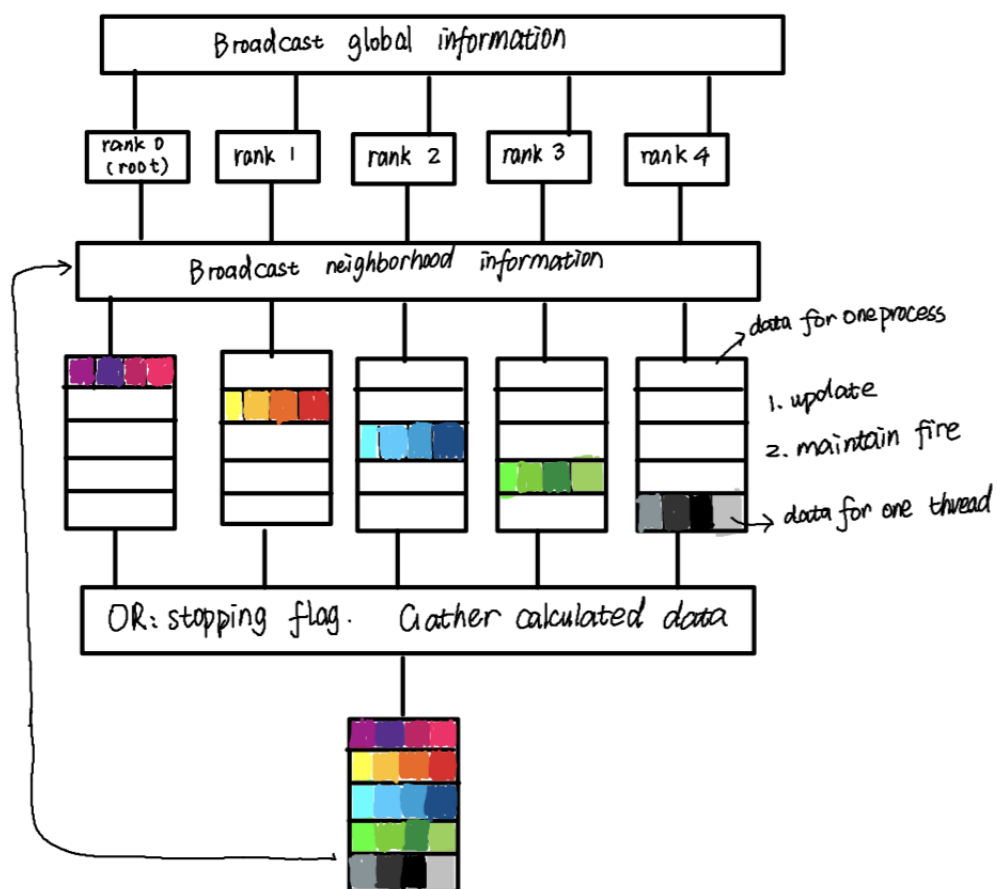 Broadcast global information
rank 0
(root)
rank 1
rank 2
rank 3
rank 4
Broadcast neighborhood information
data for one process
1. update
2. maintain fire
data for one thread
OR: stopping flag. Gather calculated data